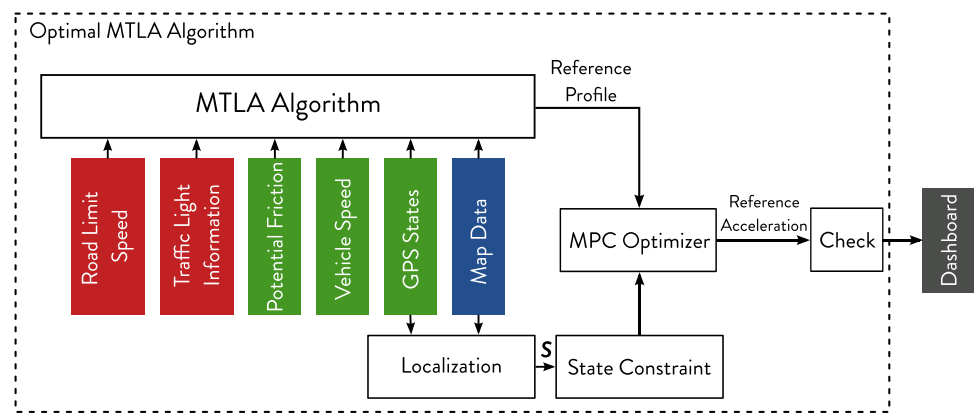 Optimal MTLA Algorithm
MTLA Algorithm
Reference
Profile
Road Limit
Speed
Traffic Light
Information
Potential Friction
Vehicle Speed
GPS States
Map Data
MPC Optimizer
Reference
Acceleration
Check
Dashboard
Localization
S
State Constraint